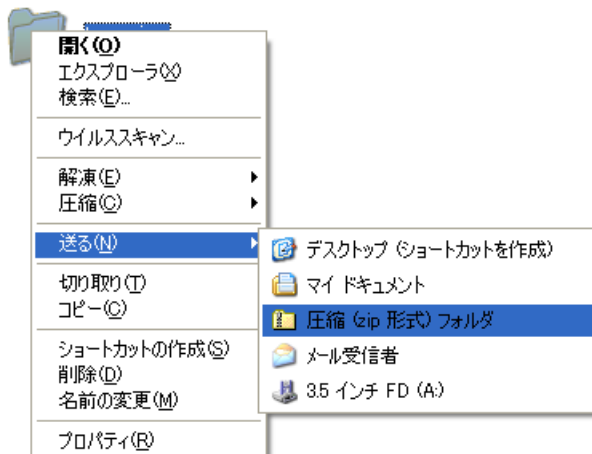 開く(O)
エクスプローラ(X)
検索(E)...
ウイルススキャン...
解凍(E)
圧縮(C)
送る(N)
デスクトップ (ショートカットを作成)
マイ ドキュメント
圧縮 (zip 形式) フォルダ
メール受信者
3.5 インチ FD (A:)
切り取り(T)
コピー(C)
ショートカットの作成(S)
削除(D)
名前の変更(M)
プロパティ(R)